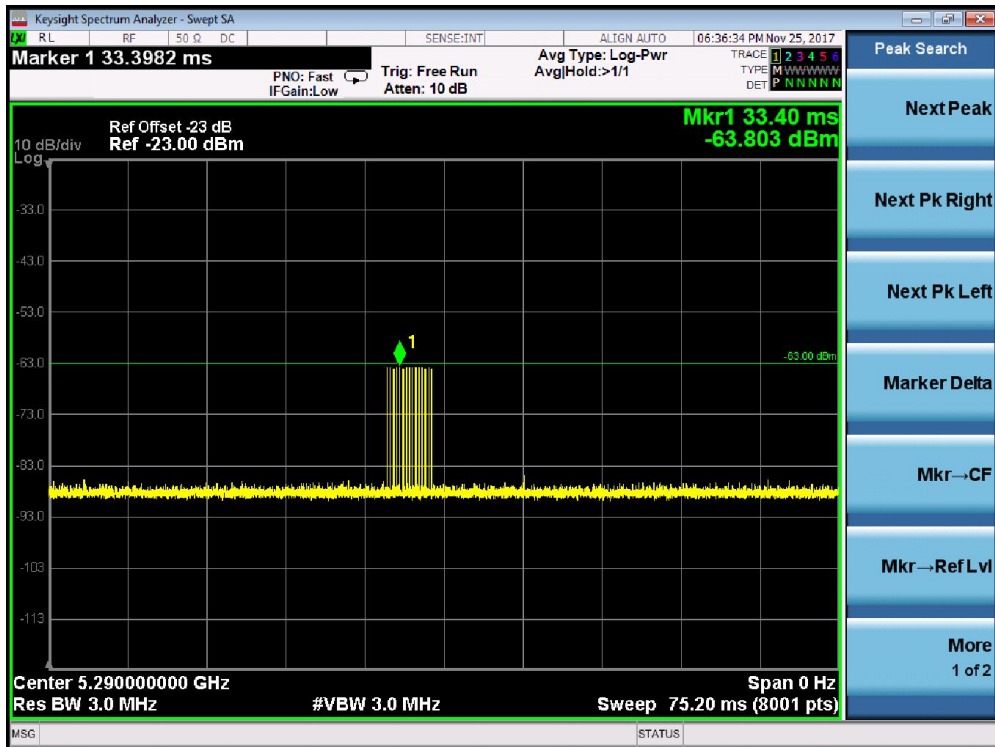 Keysight Spectrum Analyzer - Swept SA
LXI RL RF 50 Ω DC SENSE:INT ALIGN AUTO 06:36:34 PM Nov 25, 2017
Marker 1 33.3982 ms
PNO: Fast
IFGain:Low
Trig: Free Run
Atten: 10 dB
Avg Type: Log-Pwr
Avg|Hold:>1/1
TRACE 1 2 3 4 5 6
TYPE M WWWWW
DET P N N N N N
Mkr1 33.40 ms
-63.803 dBm
Ref Offset -23 dB
10 dB/div Ref -23.00 dBm
Log
-33.0
-43.0
-53.0
1
-63.0
-63.00 dBm
-73.0
-83.0
-93.0
-103
-113
Center 5.290000000 GHz Span 0 Hz
Res BW 3.0 MHz #VBW 3.0 MHz Sweep 75.20 ms (8001 pts)
MSG STATUS
Peak Search
Next Peak
Next Pk Right
Next Pk Left
Marker Delta
Mkr→CF
Mkr→Ref Lvl
More
1 of 2